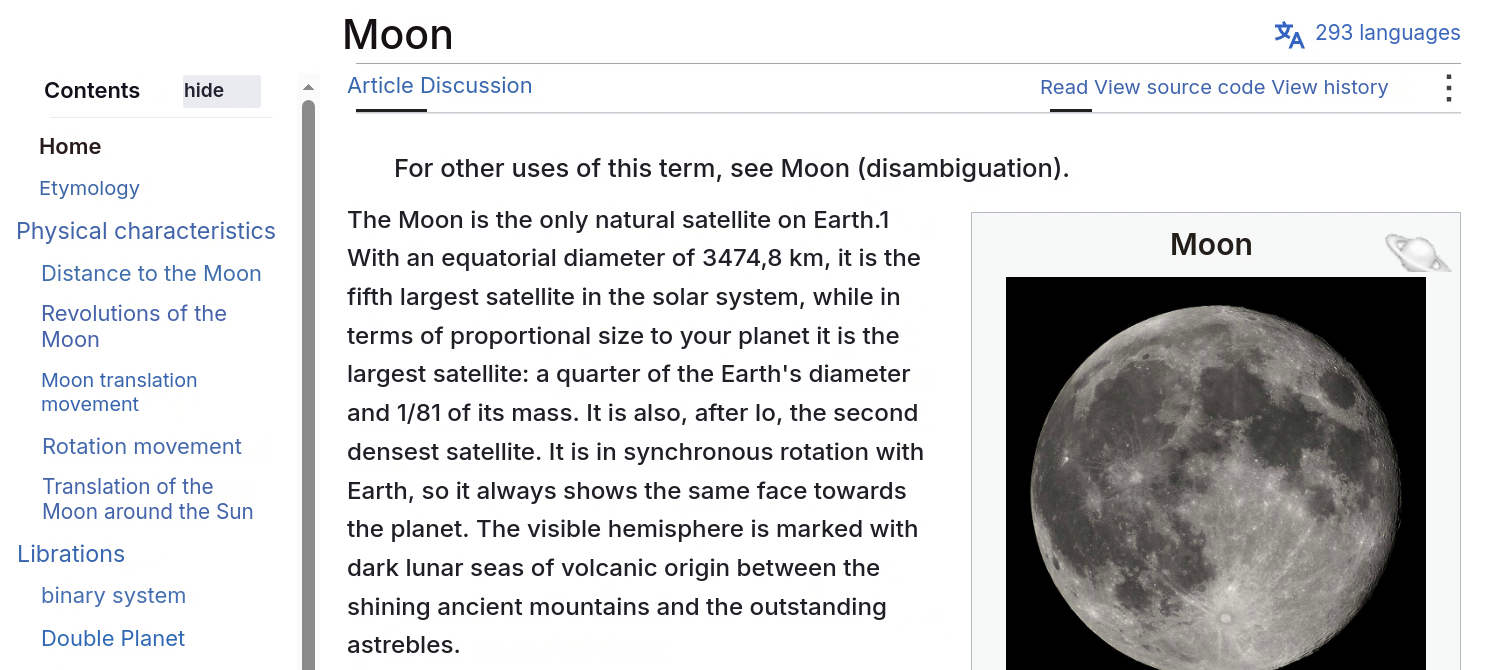 Moon
293 languages
Contents
hide
Home
Etymology
Physical characteristics
Distance to the Moon
Revolutions of the
Moon
Moon translation
movement
Rotation movement
Translation of the
Moon around the Sun
Librations
binary system
Double Planet
Article Discussion
Read View source code View history
For other uses of this term, see Moon (disambiguation).
The Moon is the only natural satellite on Earth.1
With an equatorial diameter of 3474,8 km, it is the
fifth largest satellite in the solar system, while in
terms of proportional size to your planet it is the
largest satellite: a quarter of the Earth's diameter
and 1/81 of its mass. It is also, after Io, the second
densest satellite. It is in synchronous rotation with
Earth, so it always shows the same face towards
the planet. The visible hemisphere is marked with
dark lunar seas of volcanic origin between the
shining ancient mountains and the outstanding
astrebles.
Moon